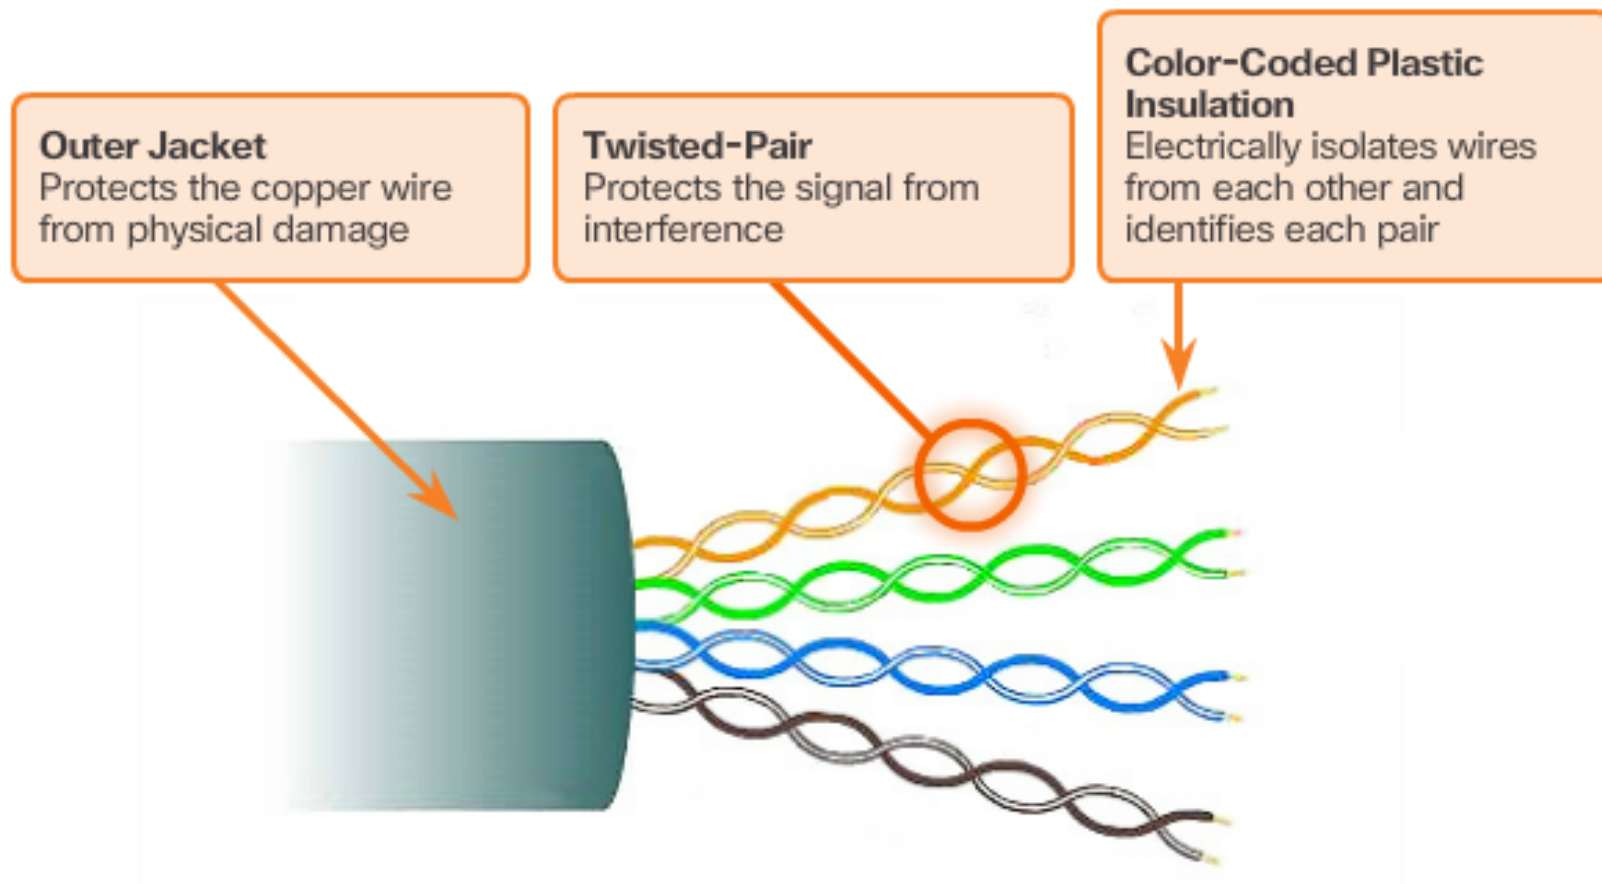 Outer Jacket
Protects the copper wire
from physical damage
Twisted-Pair
Protects the signal from
interference
Color-Coded Plastic
Insulation
Electrically isolates wires
from each other and
identifies each pair